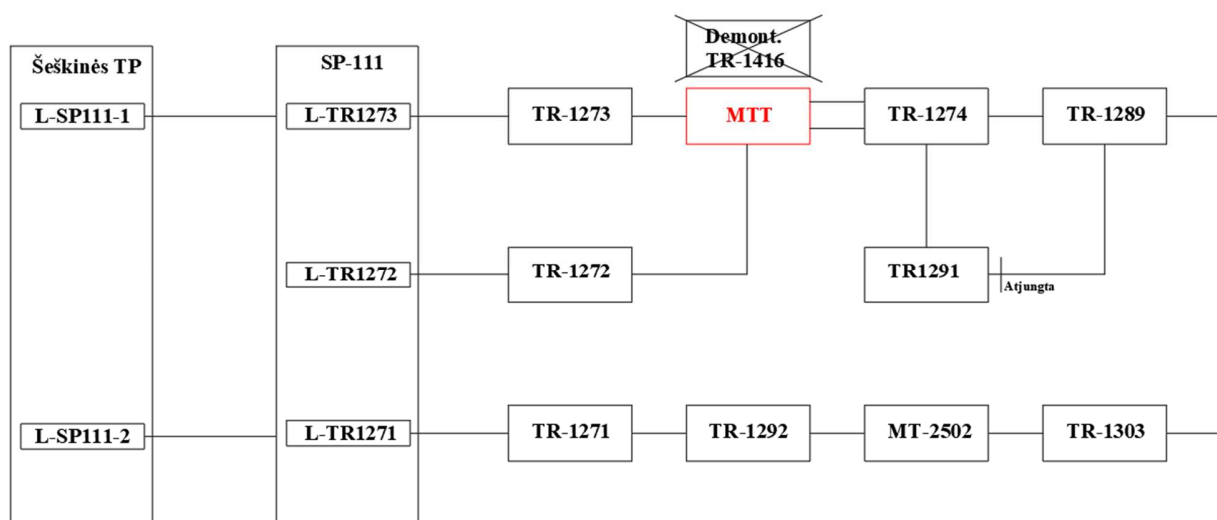 Demont.
TR-1416
Šeškinės TP
SP-111
L-SP111-1
L-TR1273
TR-1273
MTT
TR-1274
TR-1289
L-TR1272
TR-1272
TR1291
Atjungta
L-SP111-2
L-TR1271
TR-1271
TR-1292
MT-2502
TR-1303